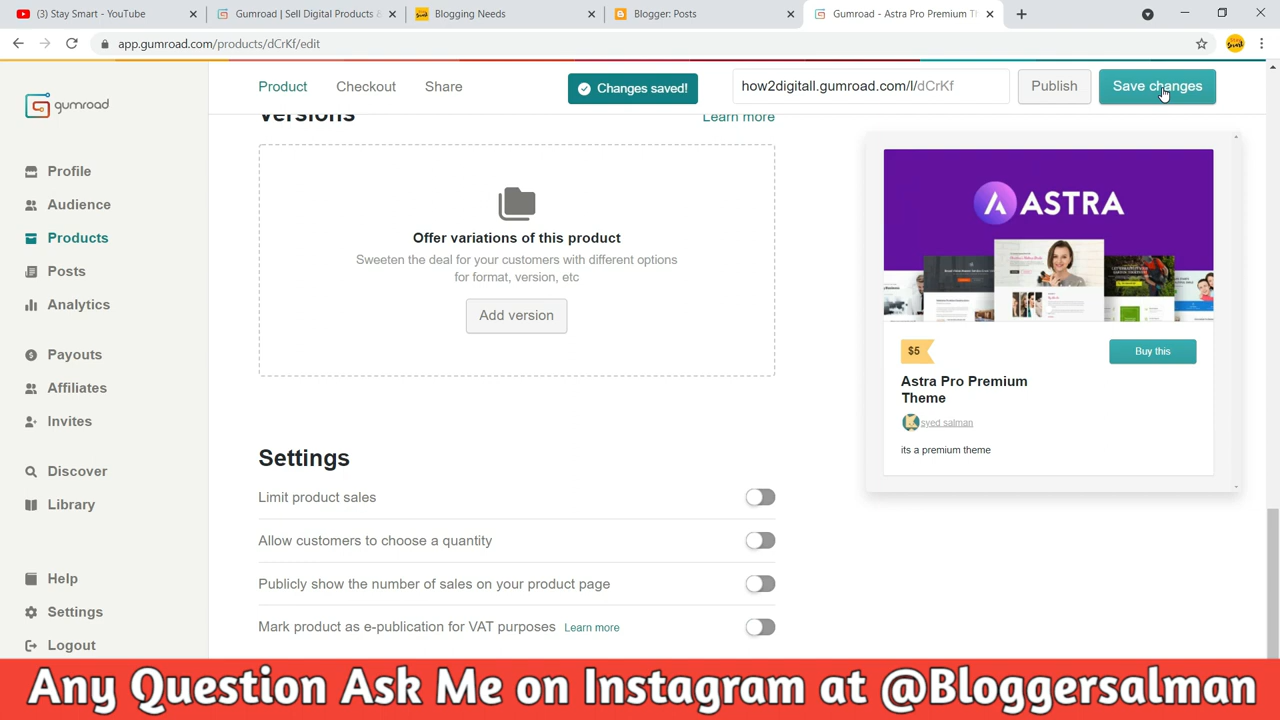 (3) Stay Smart - YouTube
Gumroad | Sell Digital Products &
Blogging Needs
Blogger: Posts
Gumroad - Astra Pro Premium Th
app.gumroad.com/products/dCrKf/edit
gumroad
Product
Checkout
Share
Changes saved!
how2digitall.gumroad.com/l/dCrKf
Publish
Save changes
Profile
Audience
Products
Posts
Analytics
Payouts
Affiliates
Invites
Discover
Library
Help
Settings
Logout
Versions
Learn more
Offer variations of this product
Sweeten the deal for your customers with different options
for format, version, etc
Add version
Settings
Limit product sales
Allow customers to choose a quantity
Publicly show the number of sales on your product page
Mark product as e-publication for VAT purposes Learn more
ASTRA
$5
Buy this
Astra Pro Premium
Theme
syed salman
its a premium theme
Any Question Ask Me on Instagram at @Bloggersalman